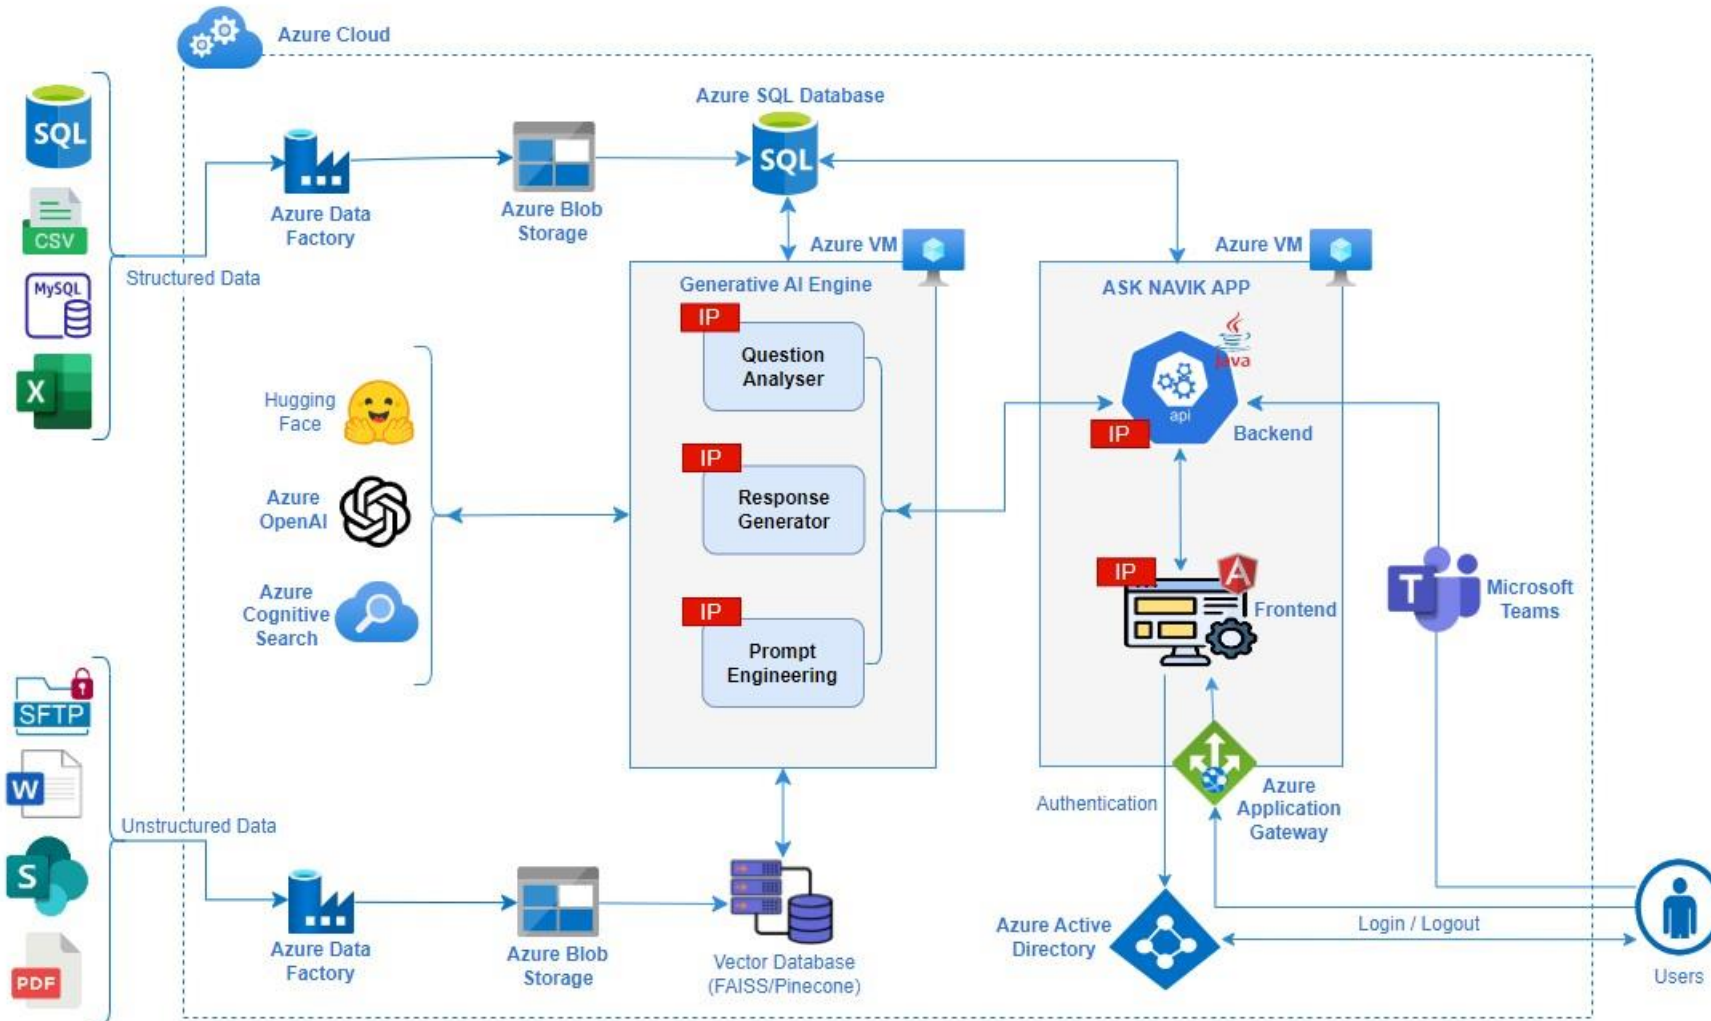 Azure Cloud
SQL
CSV
MySQL
X
Structured Data
Azure Data
Factory
Azure Blob
Storage
Azure SQL Database
SQL
Azure VM
Generative AI Engine
IP
Question
Analyser
IP
Response
Generator
IP
Prompt
Engineering
Azure VM
ASK NAVIK APP
Java
api
IP
Backend
IP
A
Frontend
T
Microsoft
Teams
Hugging
Face
Azure
OpenAI
Azure
Cognitive
Search
SFTP
W
S
PDF
Unstructured Data
Azure Data
Factory
Azure Blob
Storage
Vector Database
(FAISS/Pinecone)
Authentication
Azure
Application
Gateway
Azure Active
Directory
Login / Logout
Users